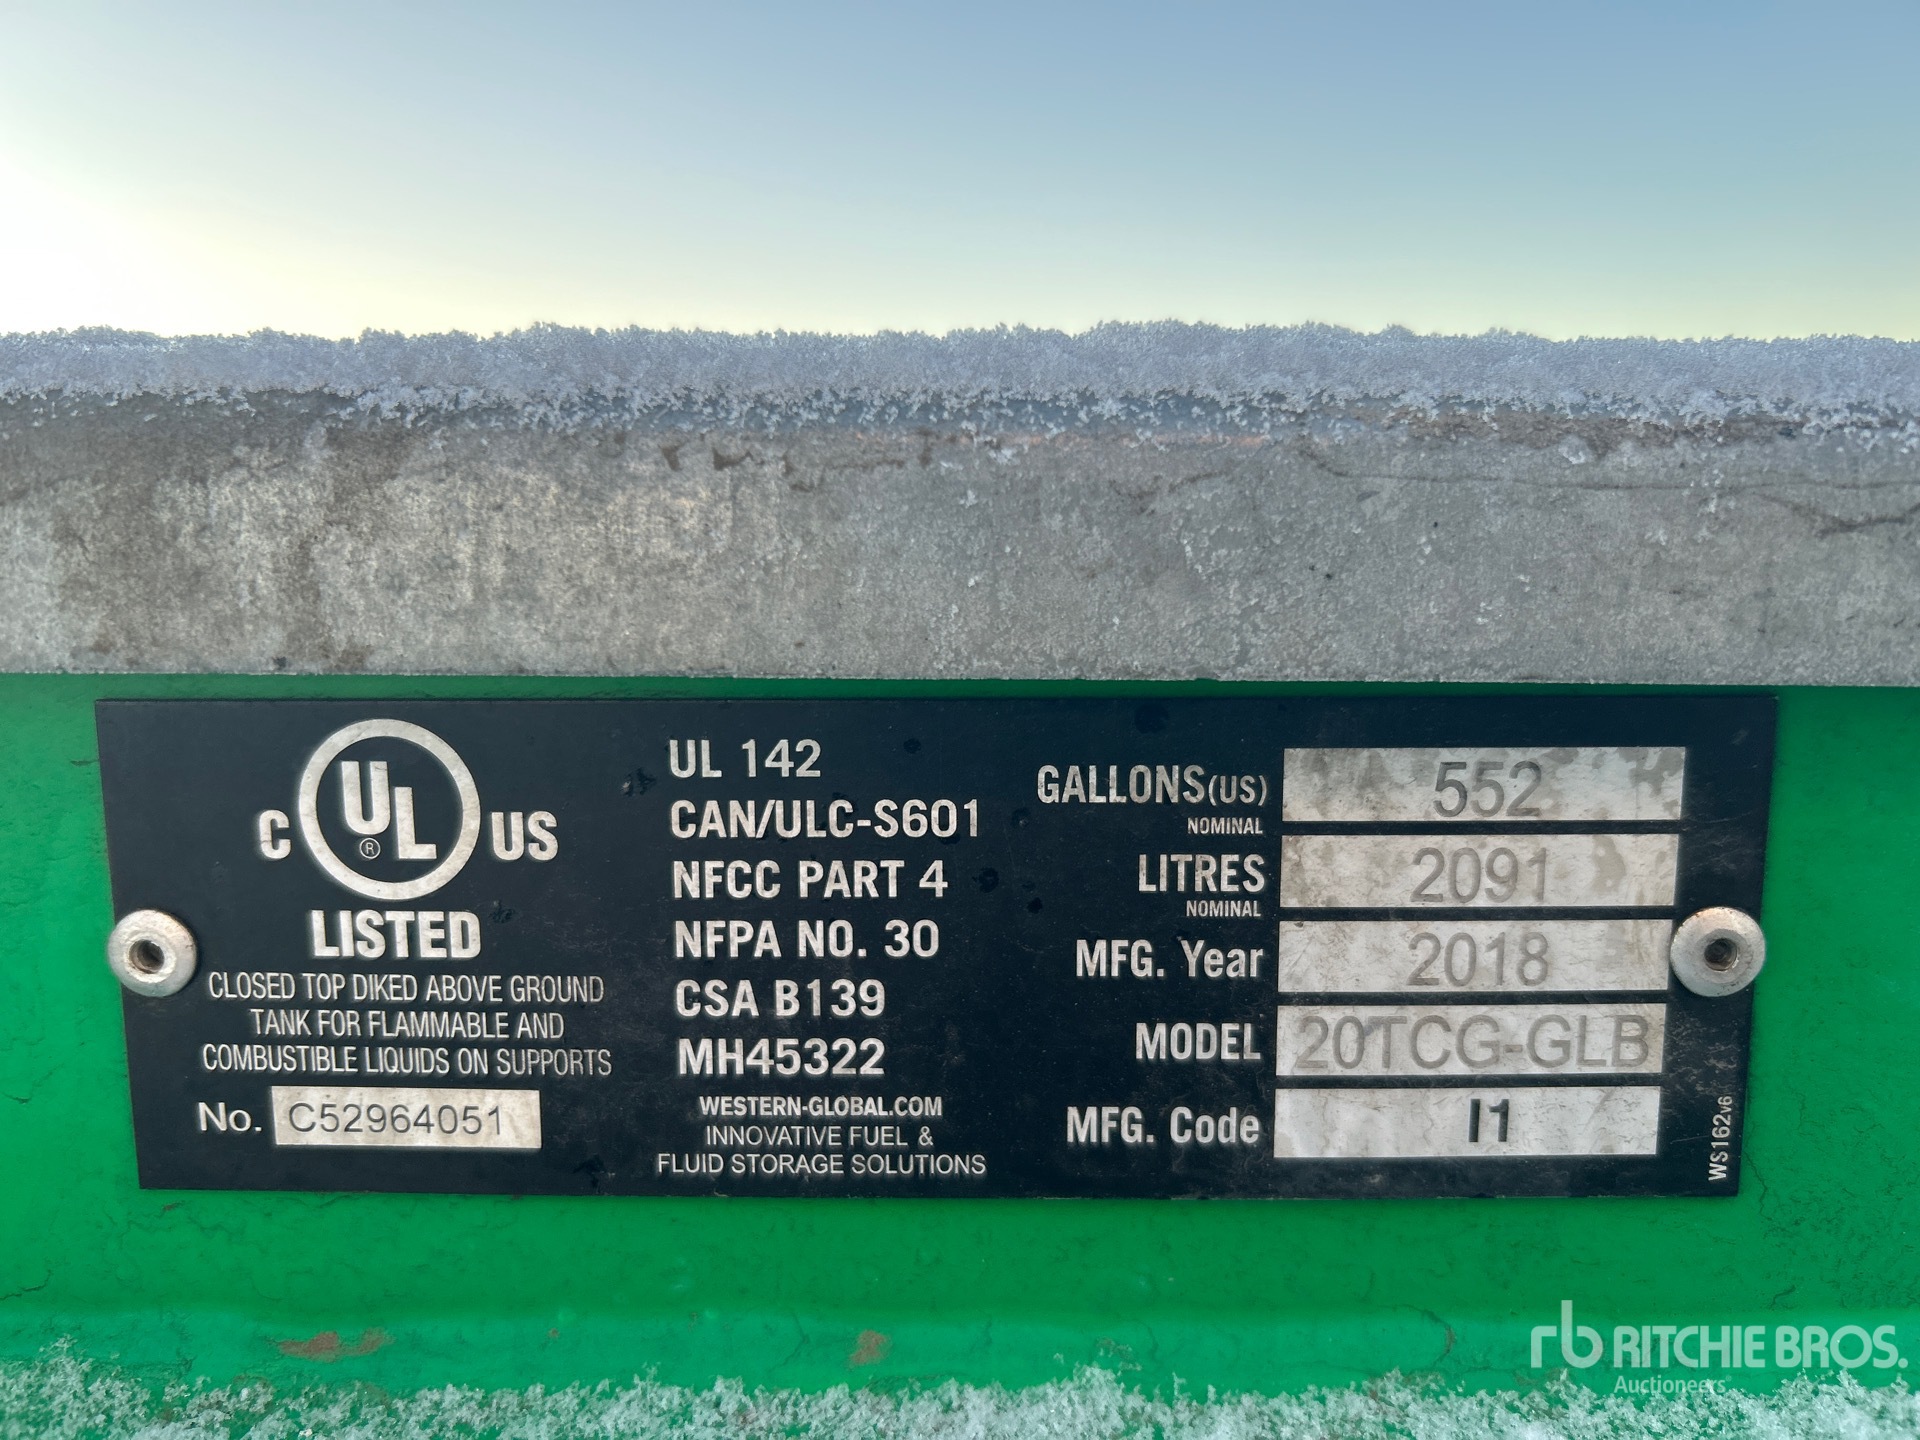 C UL ® US
LISTED
CLOSED TOP DIKED ABOVE GROUND
TANK FOR FLAMMABLE AND
COMBUSTIBLE LIQUIDS ON SUPPORTS
No. C52964051
UL 142
CAN/ULC-S601
NFCC PART 4
NFPA NO. 30
CSA B139
MH45322
WESTERN-GLOBAL.COM
INNOVATIVE FUEL &
FLUID STORAGE SOLUTIONS
GALLONS(US) 552
NOMINAL
LITRES 2091
NOMINAL
MFG. Year 2018
MODEL 20TCG-GLB
MFG. Code I1
WS162v6
rb RITCHIE BROS.
Auctioneers